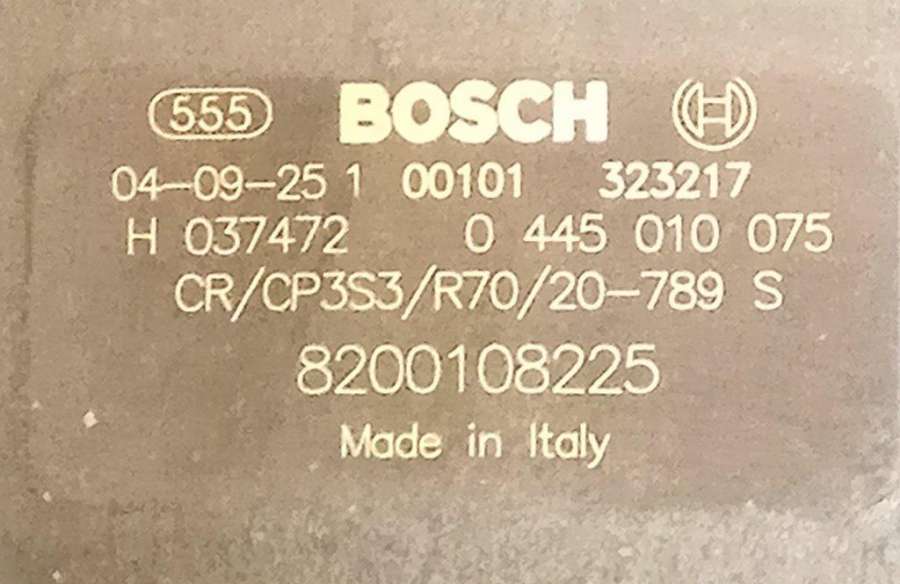 555 BOSCH
04-09-25 1 00101 323217
H 037472 0 445 010 075
CR/CP3S3/R70/20-789 S
8200108225
Made in Italy